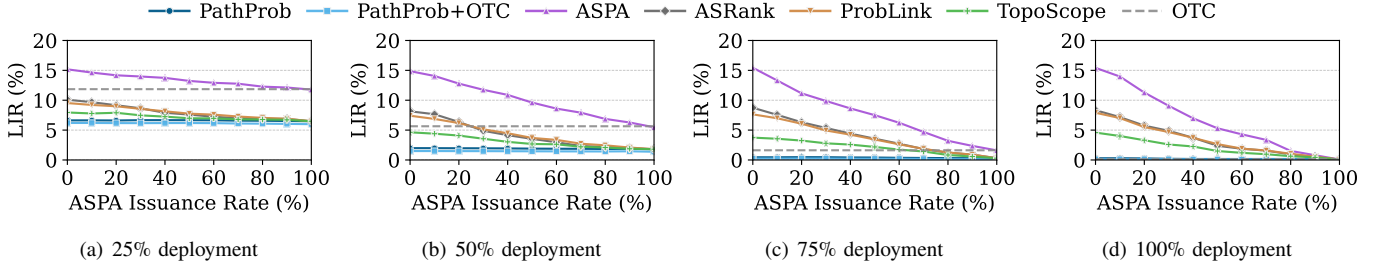 PathProb PathProb+OTC ASPA ASRank ProbLink TopoScope OTC
LIR (%)
20
15
10
5
0
0 20 40 60 80 100
ASPA Issuance Rate (%)
(a) 25% deployment
LIR (%)
20
15
10
5
0
0 20 40 60 80 100
ASPA Issuance Rate (%)
(b) 50% deployment
LIR (%)
20
15
10
5
0
0 20 40 60 80 100
ASPA Issuance Rate (%)
(c) 75% deployment
LIR (%)
20
15
10
5
0
0 20 40 60 80 100
ASPA Issuance Rate (%)
(d) 100% deployment